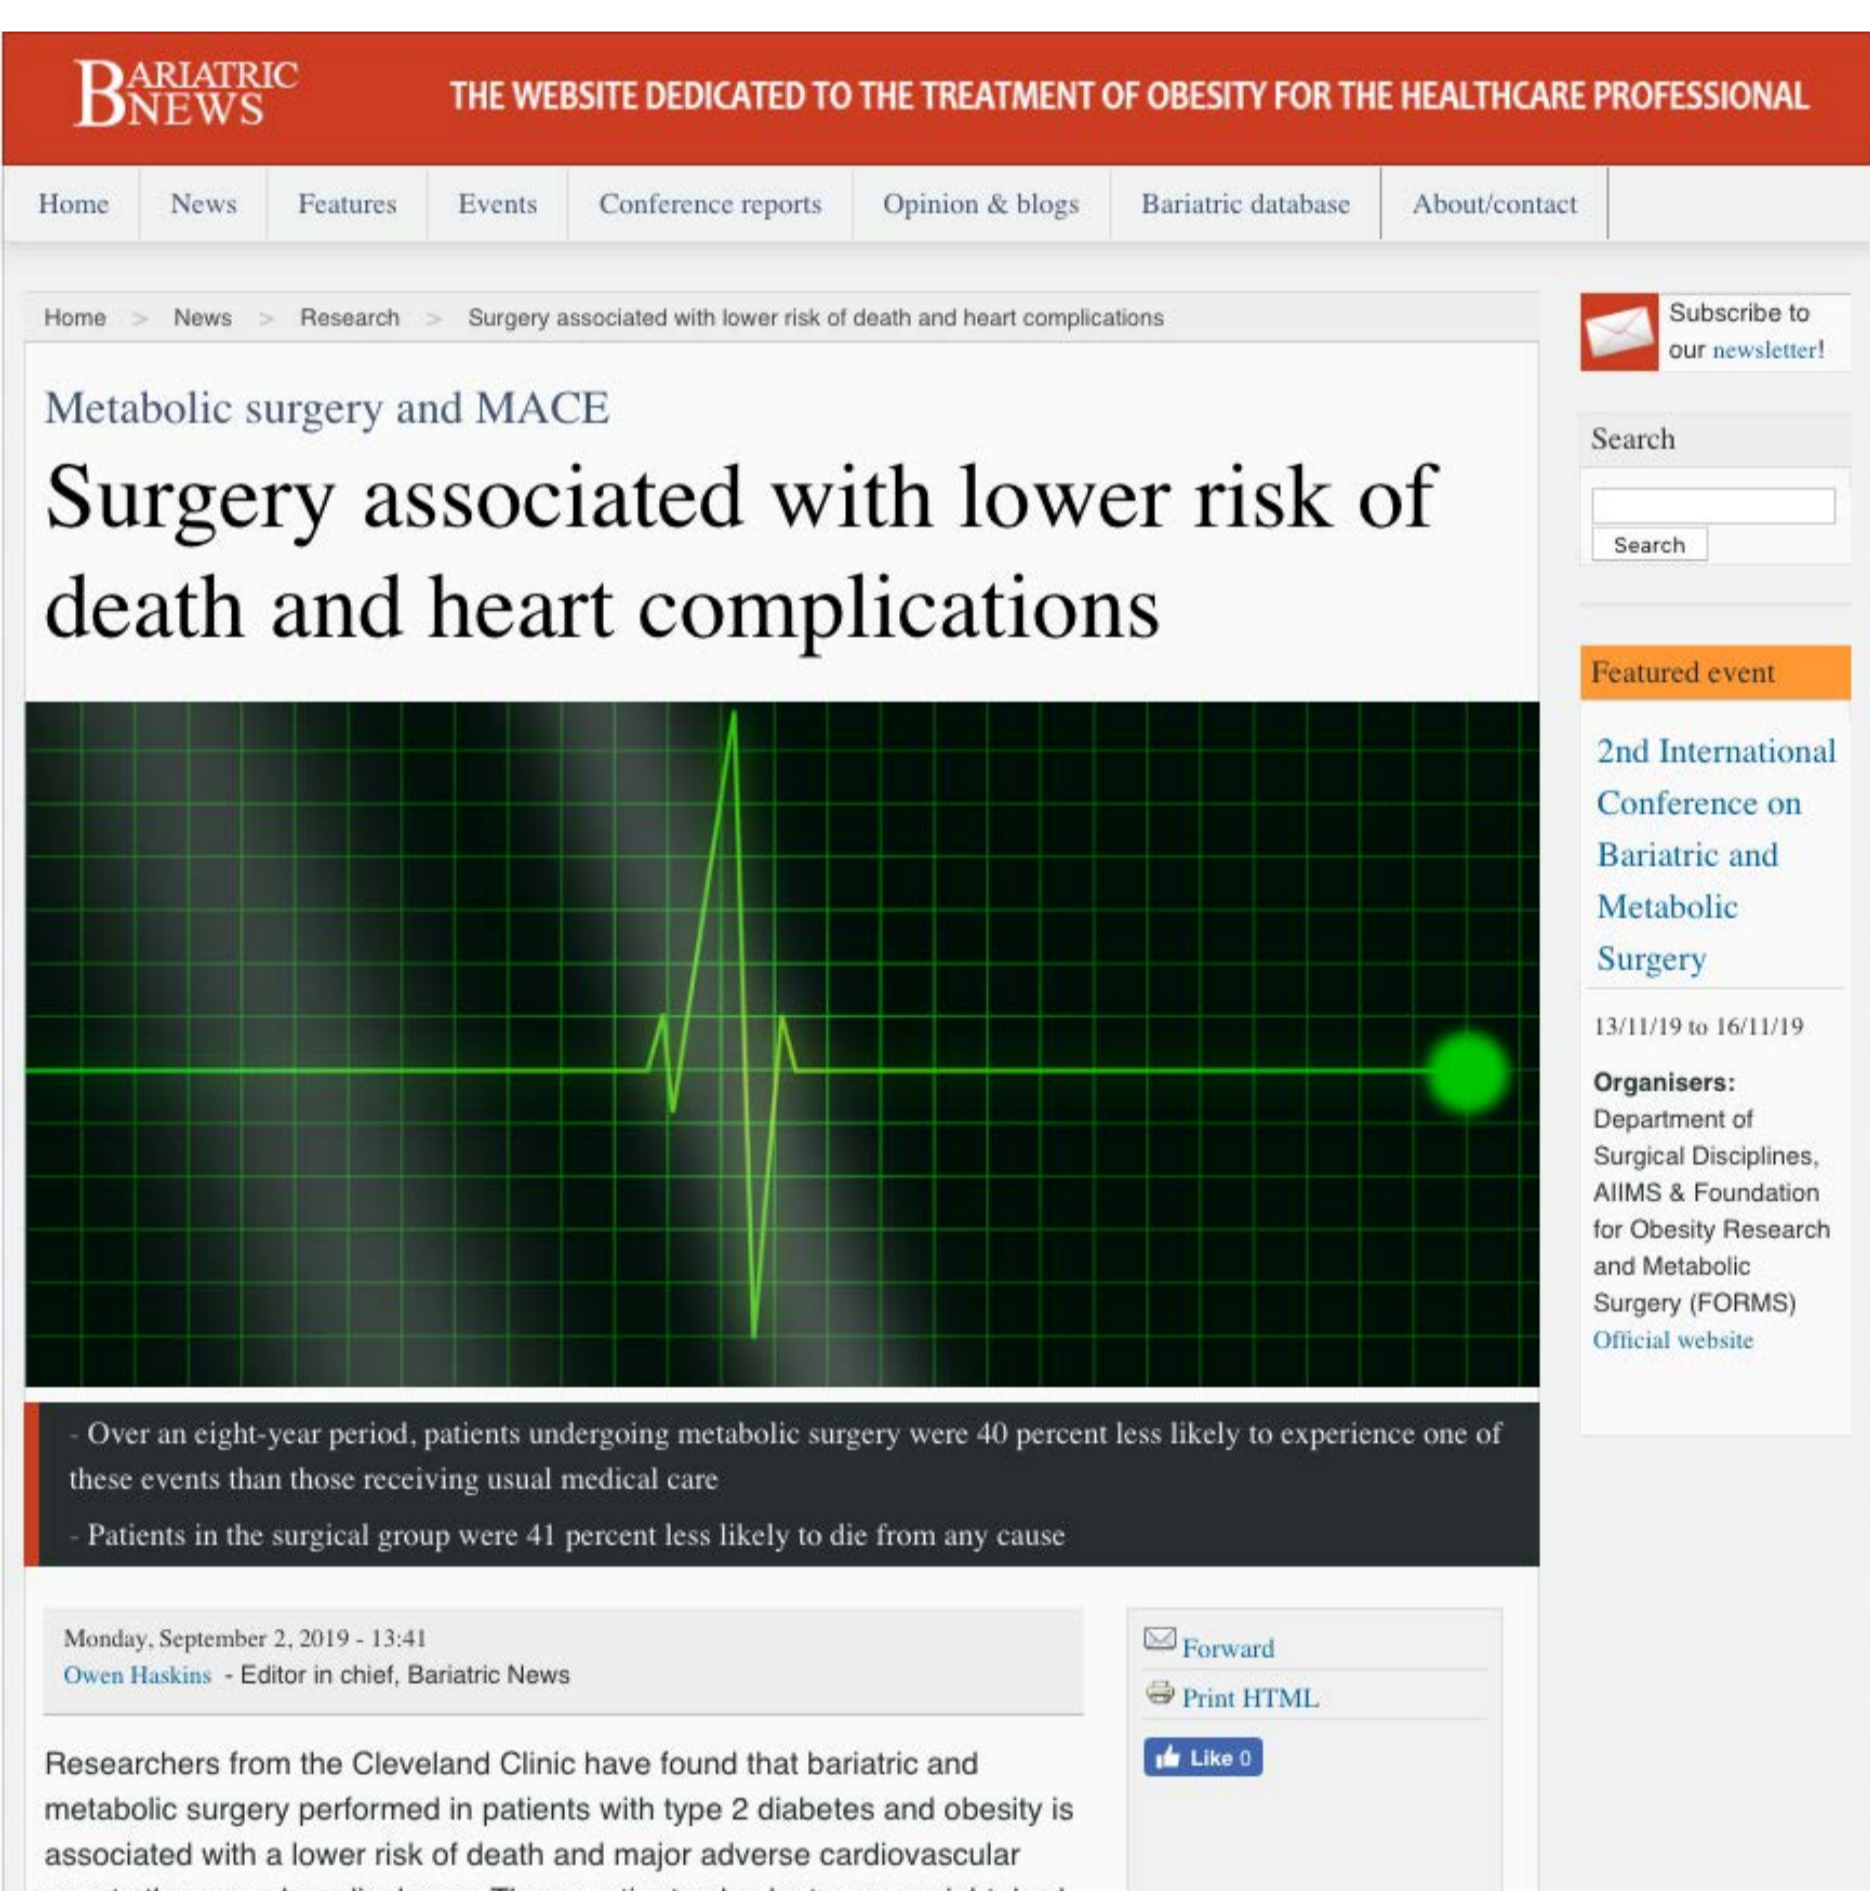 BARIATRIC
NEWS
THE WEBSITE DEDICATED TO THE TREATMENT OF OBESITY FOR THE HEALTHCARE PROFESSIONAL
Home News Features Events Conference reports Opinion & blogs Bariatric database About/contact
Home > News > Research > Surgery associated with lower risk of death and heart complications
Metabolic surgery and MACE
Surgery associated with lower risk of
death and heart complications
- Over an eight-year period, patients undergoing metabolic surgery were 40 percent less likely to experience one of
these events than those receiving usual medical care
- Patients in the surgical group were 41 percent less likely to die from any cause
Monday, September 2, 2019 - 13:41
Owen Haskins - Editor in chief, Bariatric News
Researchers from the Cleveland Clinic have found that bariatric and
metabolic surgery performed in patients with type 2 diabetes and obesity is
associated with a lower risk of death and major adverse cardiovascular
Forward
Print HTML
Like 0
Subscribe to
our newsletter!
Search
Search
Featured event
2nd International
Conference on
Bariatric and
Metabolic
Surgery
13/11/19 to 16/11/19
Organisers:
Department of
Surgical Disciplines,
AIIMS & Foundation
for Obesity Research
and Metabolic
Surgery (FORMS)
Official website